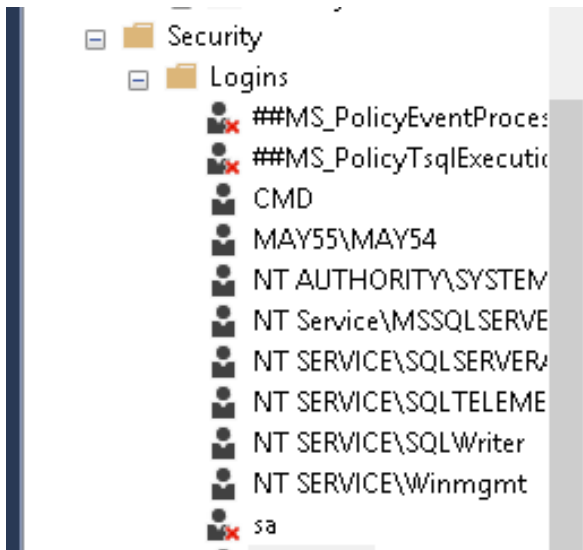 Security
Logins
##MS_PolicyEventProces
##MS_PolicyTsqlExecutio
CMD
MAY55\MAY54
NT AUTHORITY\SYSTEM
NT Service\MSSQLSERVE
NT SERVICE\SQLSERVERA
NT SERVICE\SQLTELEME
NT SERVICE\SQLWriter
NT SERVICE\Winmgmt
sa